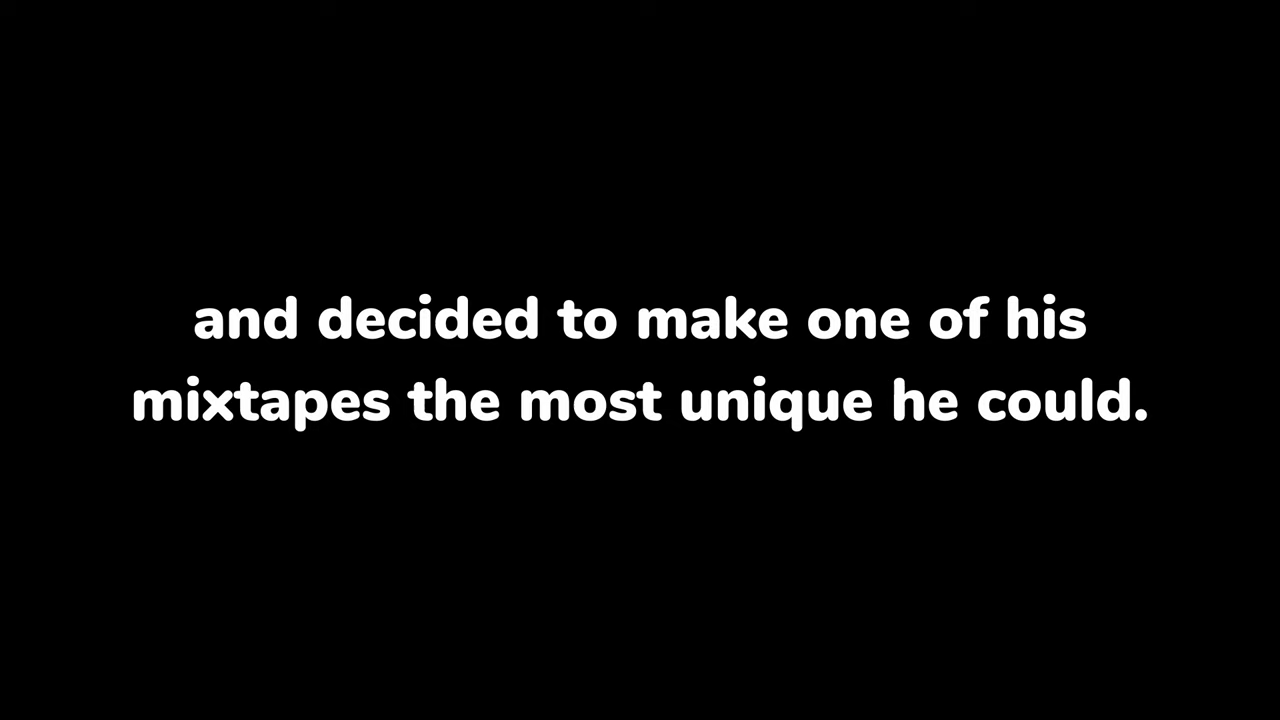 and decided to make one of his
mixtapes the most unique he could.